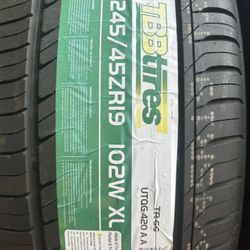 TBBtires
245/45ZR19 102W XL
TR-66
UTQG:420 A A